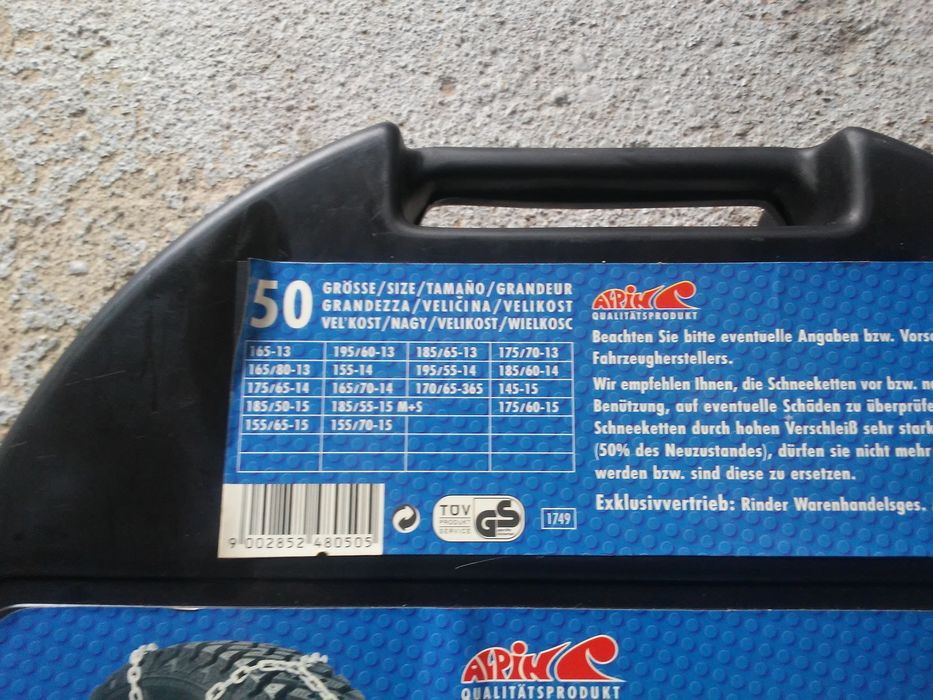 50
GRÖSSE/SIZE/TAMAÑO/GRANDEUR
GRANDEZZA/VELIČINA/VELIKOST
VEL'KOST/NAGY/VELIKOST/WIELKOSC
165-13 195/60-13 185/65-13 175/70-13
165/80-13 155-14 195/55-14 185/60-14
175/65-14 165/70-14 170/65-365 145-15
185/50-15 185/55-15 M+S 175/60-15
155/65-15 155/70-15
9 002852 480505
TÜV
PRODUKT
SERVICE
GS
1749
ALPIN
QUALITÄTSPRODUKT
Beachten Sie bitte eventuelle Angaben bzw.
Fahrzeugherstellers.
Wir empfehlen Ihnen, die Schneeketten vor bzw.
Benützung, auf eventuelle Schäden zu
Schneeketten durch hohen Verschleiß sehr stark
(50% des Neuzustandes), dürfen sie nicht mehr
werden bzw. sind diese zu ersetzen.
Exklusivvertrieb: Rinder Warenhandelsges.
ALPIN
QUALITÄTSPRODUKT